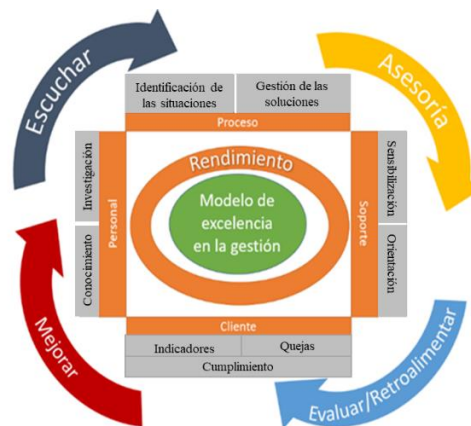 Escuchar
Asesoría
Identificación de
las situaciones
Gestión de las
soluciones
Proceso
Investigación
Conocimiento
Personal
Rendimiento
Modelo de
excelencia
en la gestión
Soporte
Sensibilización
Orientación
Cliente
Indicadores
Quejas
Cumplimiento
Mejorar
Evaluar/Retroalimentar